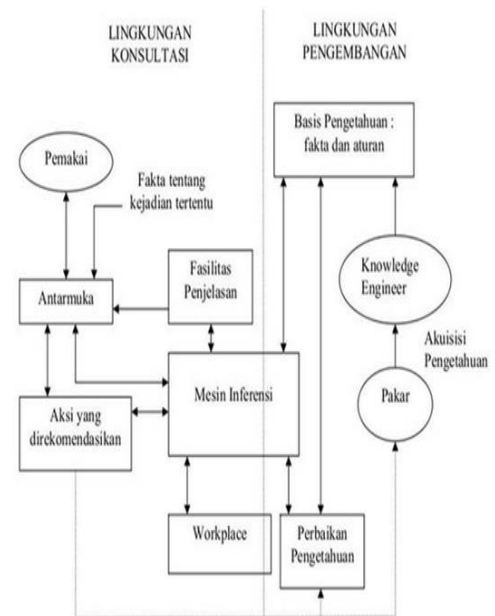 LINGKUNGAN
KONSULTASI
LINGKUNGAN
PENGEMBANGAN
Basis Pengetahuan :
fakta dan aturan
Pemakai
Fakta tentang
kejadian tertentu
Fasilitas
Penjelasan
Knowledge
Engineer
Antarmuka
Akuisisi
Pengetahuan
Mesin Inferensi
Pakar
Aksi yang
direkomendasikan
Workplace
Perbaikan
Pengetahuan